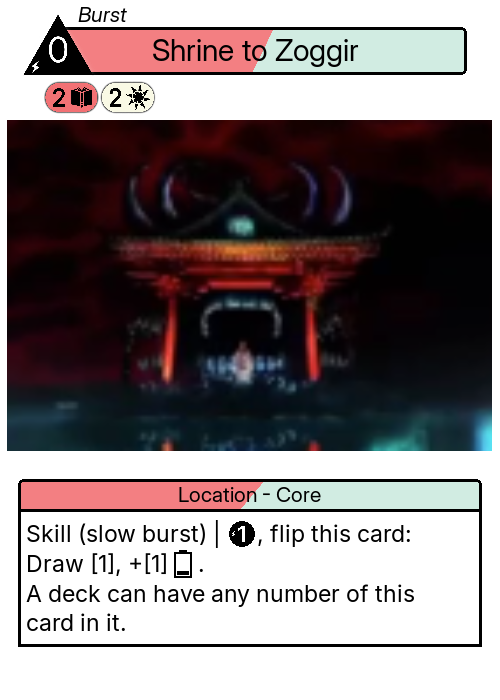 Burst
0
Shrine to Zoggir
2 2
Location - Core
Skill (slow burst) | 1, flip this card:
Draw [1], +[1] .
A deck can have any number of this
card in it.